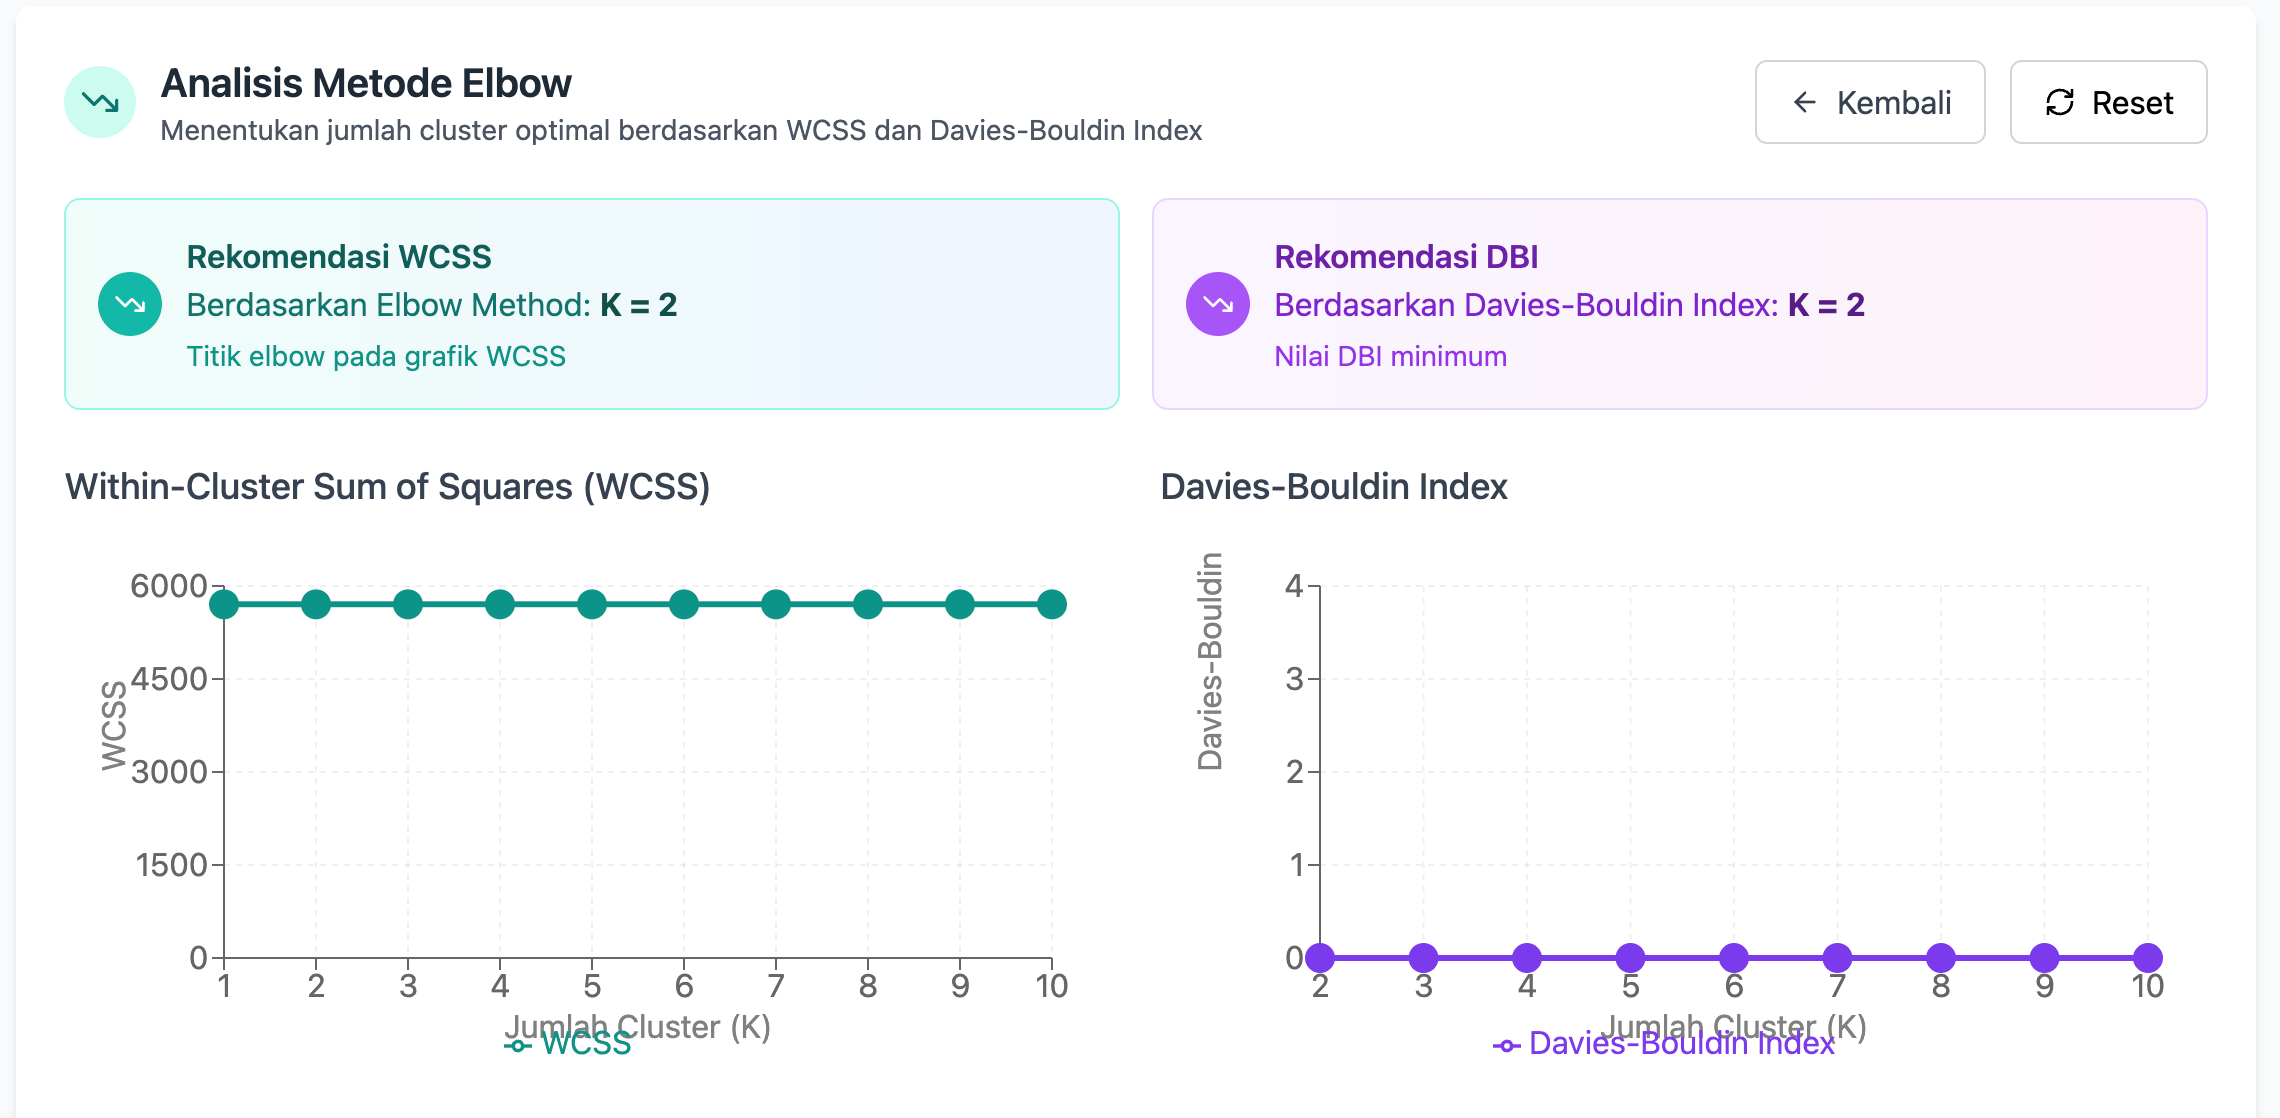 Analisis Metode Elbow
Menentukan jumlah cluster optimal berdasarkan WCSS dan Davies-Bouldin Index
Kembali
Reset
Rekomendasi WCSS
Berdasarkan Elbow Method: K = 2
Titik elbow pada grafik WCSS
Rekomendasi DBI
Berdasarkan Davies-Bouldin Index: K = 2
Nilai DBI minimum
Within-Cluster Sum of Squares (WCSS)
6000
4500
3000
1500
0
WCSS
1 2 3 4 5 6 7 8 9 10
Jumlah Cluster (K)
WCSS
Davies-Bouldin Index
4
3
2
1
0
Davies-Bouldin
2 3 4 5 6 7 8 9 10
Jumlah Cluster (K)
Davies-Bouldin Index